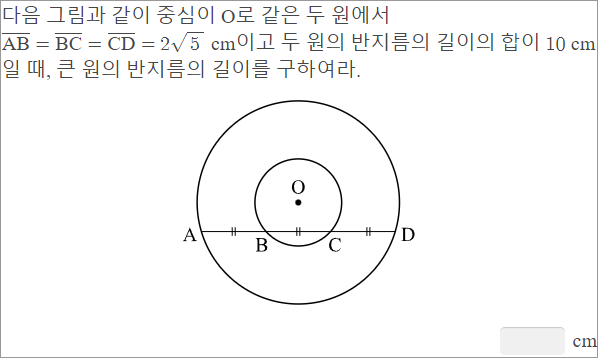 다음 그림과 같이 중심이 O로 같은 두 원에서
AB = BC = CD = 2√5 cm이고 두 원의 반지름의 길이의 합이 10 cm
일 때, 큰 원의 반지름의 길이를 구하여라.
O
A B C D
cm